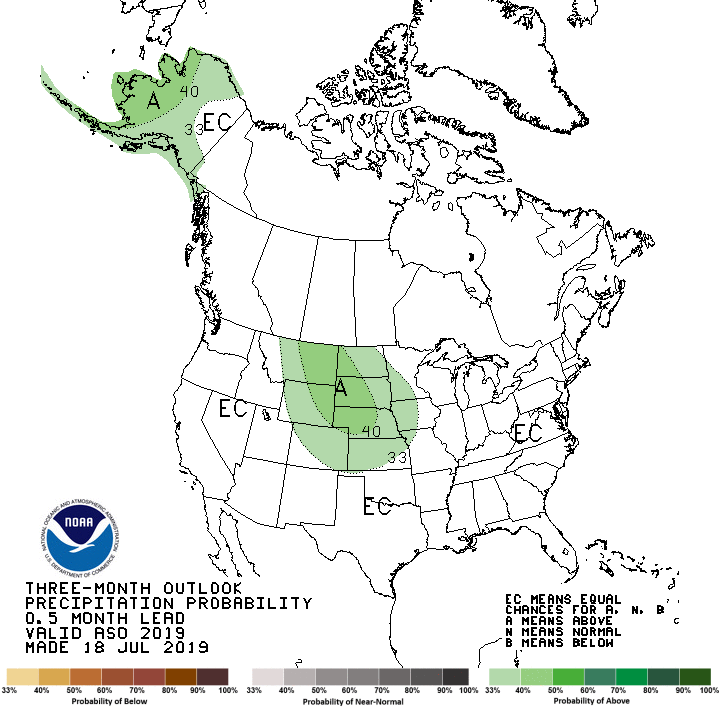 40
A
33
EC
A
EC
EC
40
33
EC
NATIONAL OCEANIC AND ATMOSPHERIC ADMINISTRATION
NOAA
U.S. DEPARTMENT OF COMMERCE
THREE-MONTH OUTLOOK
PRECIPITATION PROBABILITY
0.5 MONTH LEAD
VALID ASO 2019
MADE 18 JUL 2019
EC MEANS EQUAL
CHANCES FOR A, N, B
A MEANS ABOVE
N MEANS NORMAL
B MEANS BELOW
33% 40% 50% 60% 70% 80% 90% 100%
Probability of Below
33% 40% 50% 60% 70% 80% 90% 100%
Probability of Near-Normal
33% 40% 50% 60% 70% 80% 90% 100%
Probability of Above